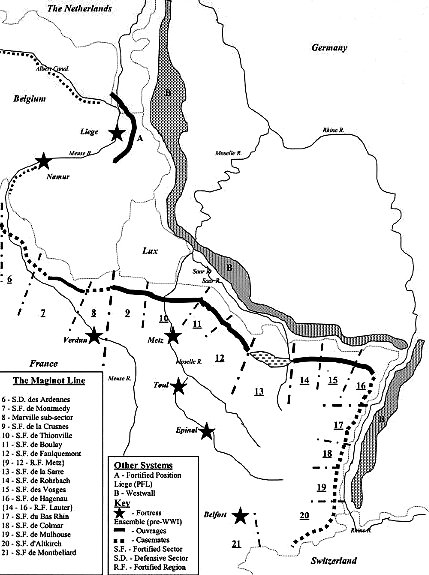 The Netherlands
Germany
Albert Canal
Belgium
B
Liege
A
Meuse R.
Namur
Moselle R.
Rhine R.
Lux
Saar R.
Saar R.
B
6
7
8
9
10
11
12
13
14
15
16
17
18
19
20
21
B
Verdun
Metz
Moselle R.
France
Meuse R.
Toul
Epinal
Belfort
Rhine R.
Switzerland
The Maginot Line
6 - S.D. des Ardennes
7 - S.F. de Montmedy
8 - Marville sub-sector
9 - S.F. de la Crusnes
10 - S.F. de Thionville
11 - S.F. de Boulay
12 - S.F. de Faulquemont
(9 - 12 - R.F. Metz)
13 - S.F. de la Sarre
14 - S.F. de Rohrbach
15 - S.F. des Vosges
16 - S.F. de Hagenau
(14 - 16 - R.F. Lauter)
17 - S.F. du Bas Rhin
18 - S.F. de Colmar
19 - S.F. de Mulhouse
20 - S.F. d'Altkirch
21 - S.F. de Montbeliard
Other Systems
A - Fortified Position
Liege (PFL)
B - Westwall
Key
- Fortress
Ensemble (pre-WWI)
- Ouvrages
- Casemates
S.F. - Fortified Sector
S.D. - Defensive Sector
R.F. - Fortified Region